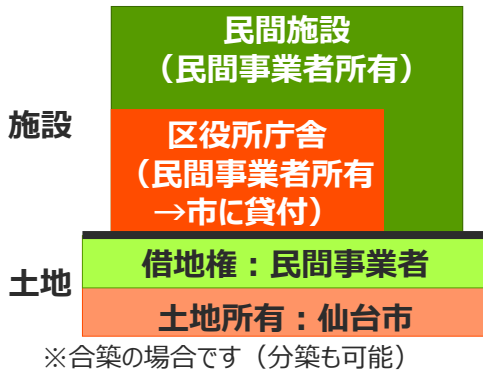 民間施設
（民間事業者所有）
施設
区役所庁舎
（民間事業者所有
→市に貸付）
借地権：民間事業者
土地
土地所有：仙台市
※合築の場合です（分築も可能）